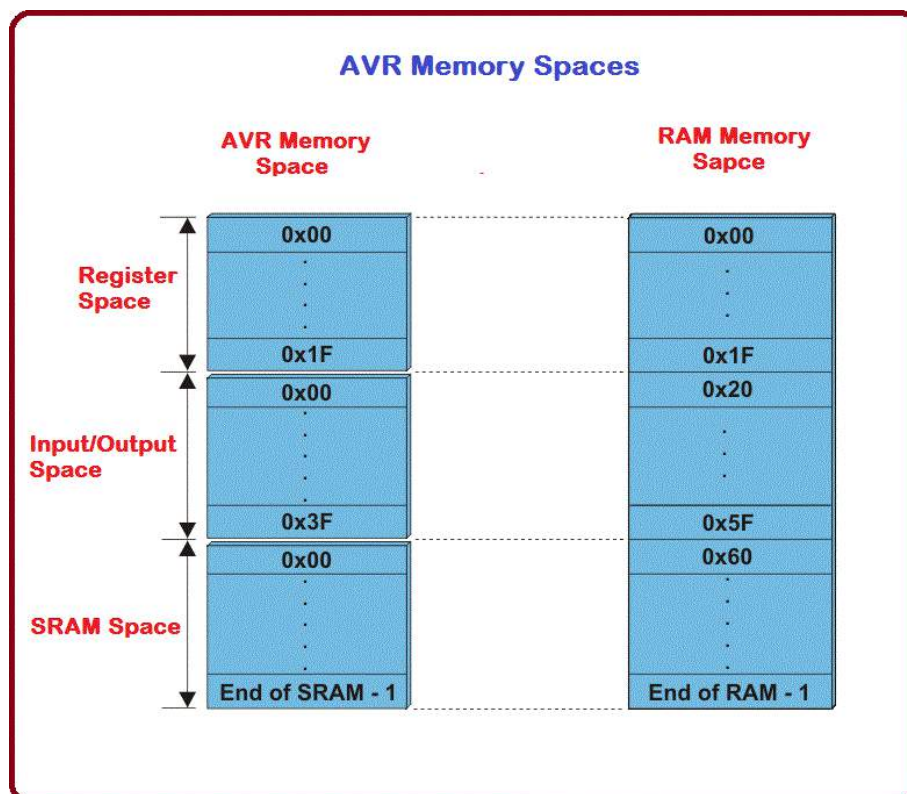 AVR Memory Spaces
AVR Memory
Space
RAM Memory
Sapce
Register
Space
0x00
0x1F
0x00
0x1F
Input/Output
Space
0x00
0x3F
0x20
0x5F
SRAM Space
0x00
End of SRAM - 1
0x60
End of RAM - 1